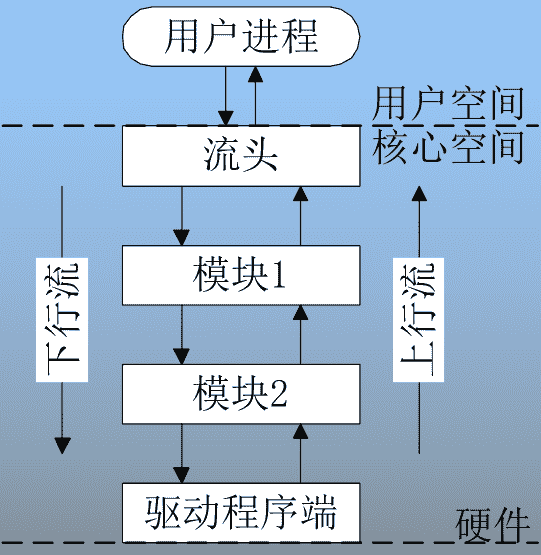 用户进程
用户空间
核心空间
流头
模块1
下行流
上行流
模块2
驱动程序端
硬件